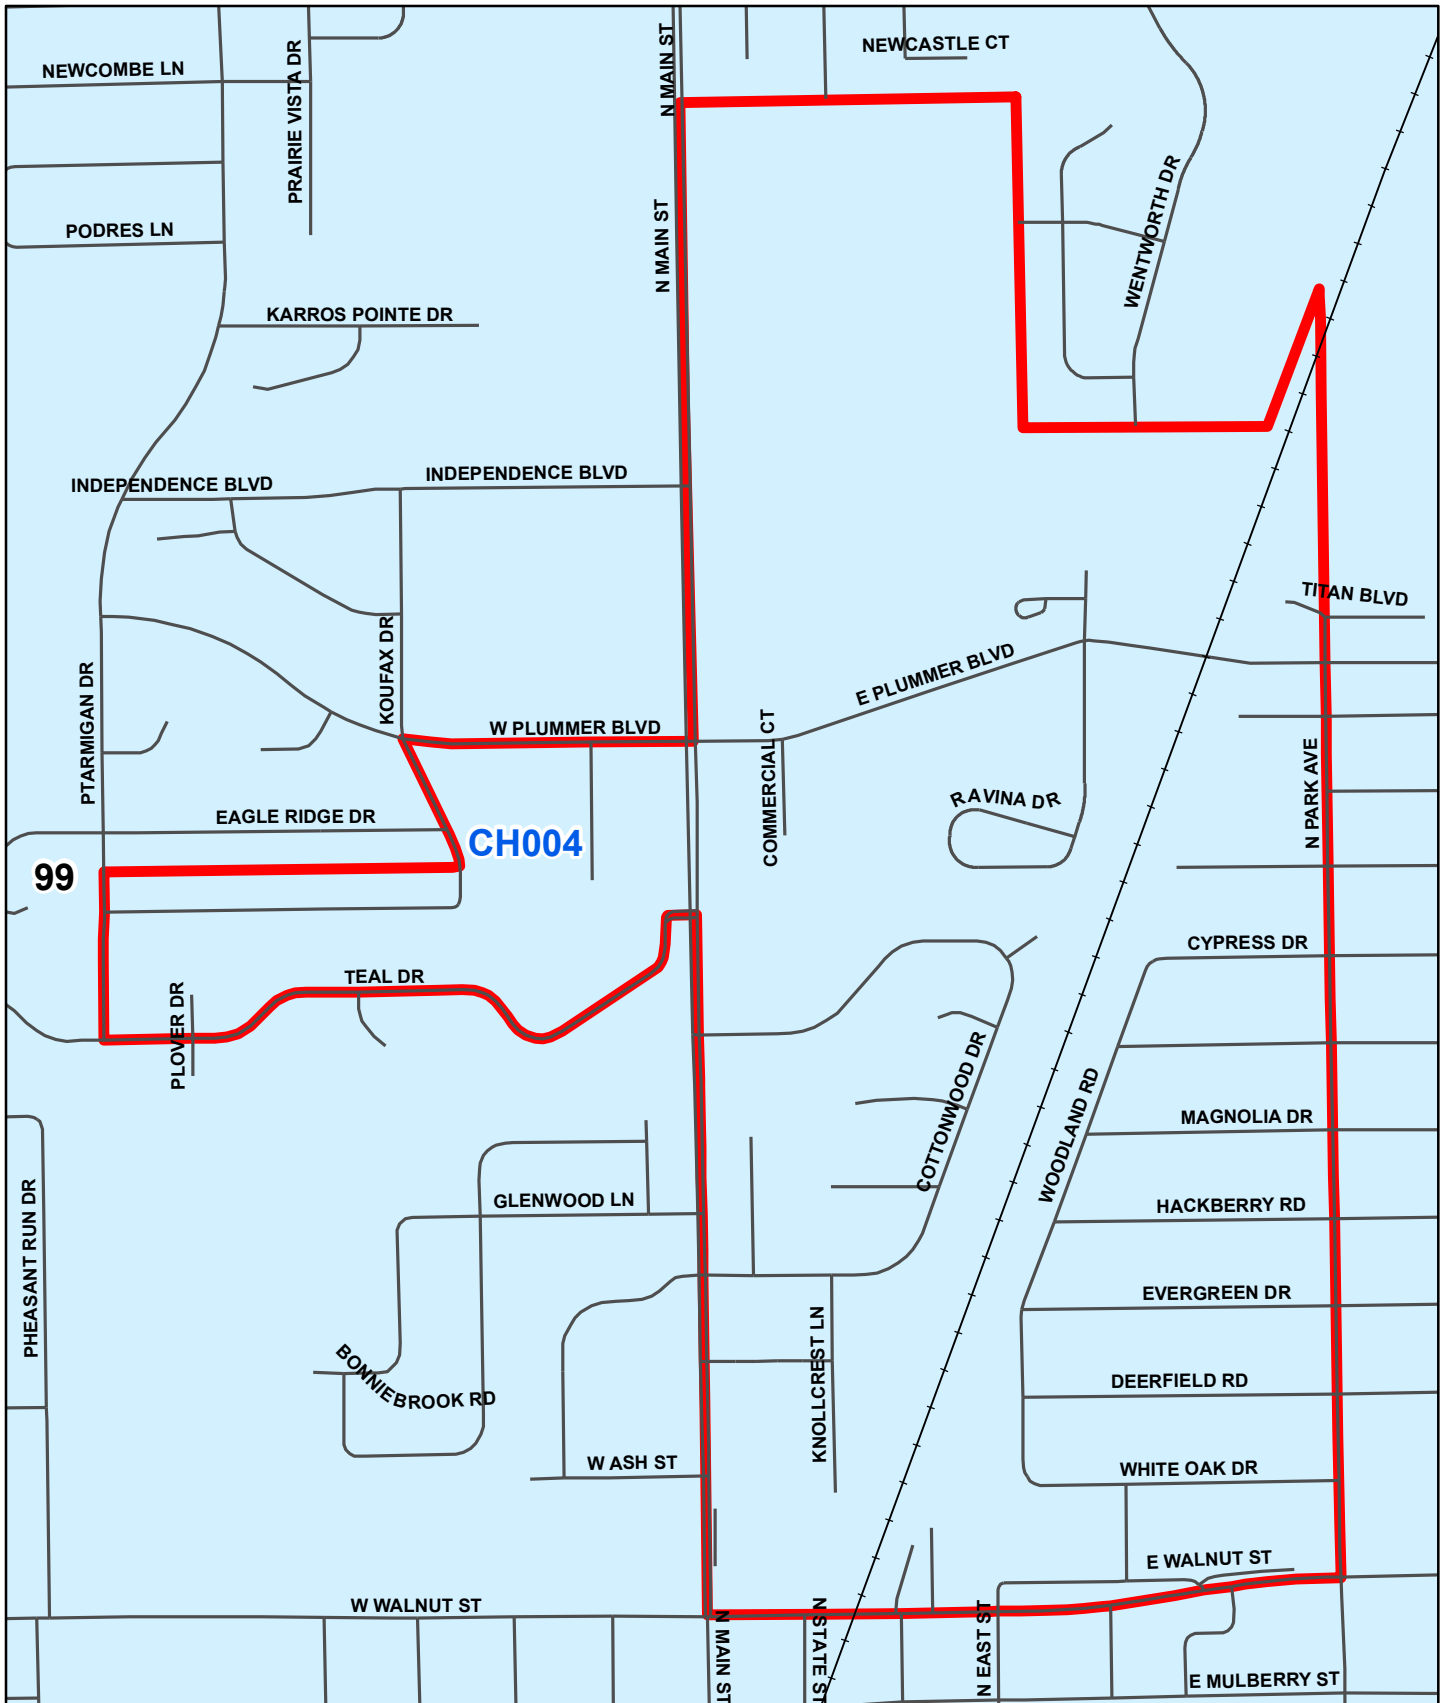 NEWCASTLE CT
NEWCOMBE LN
PRAIRIE VISTA DR
N MAIN ST
N MAIN ST
WENTWORTH DR
PODRES LN
KARROS POINTE DR
INDEPENDENCE BLVD
INDEPENDENCE BLVD
TITAN BLVD
KOUFAX DR
PTARMIGAN DR
E PLUMMER BLVD
W PLUMMER BLVD
COMMERCIAL CT
N PARK AVE
RAVINA DR
EAGLE RIDGE DR
CH004
99
CYPRESS DR
TEAL DR
PLOVER DR
COTTONWOOD DR
WOODLAND RD
MAGNOLIA DR
PHEASANT RUN DR
GLENWOOD LN
HACKBERRY RD
EVERGREEN DR
KNOLLCREST LN
BONNIEBROOK RD
DEERFIELD RD
W ASH ST
WHITE OAK DR
E WALNUT ST
W WALNUT ST
N MAIN ST
N STATE ST
N EAST ST
E MULBERRY ST